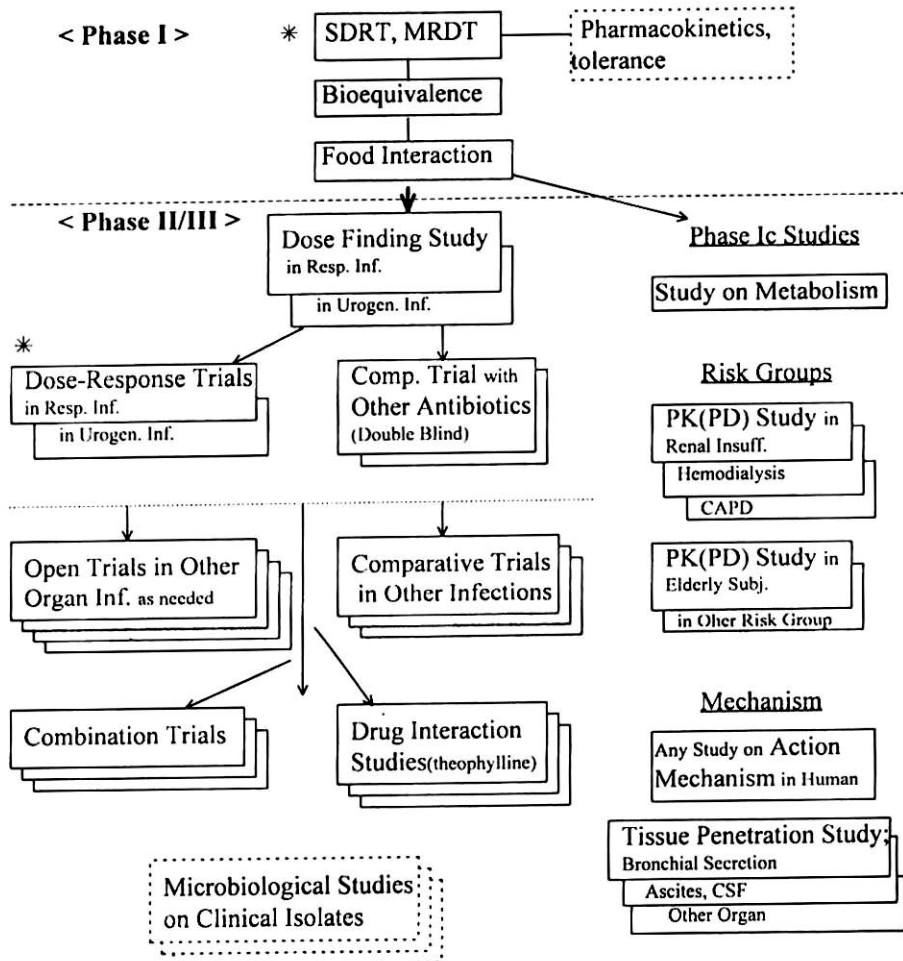 < Phase I >
* SDRT, MRDT
Pharmacokinetics,
tolerance
Bioequivalence
Food Interaction
< Phase II/III >
Dose Finding Study
in Resp. Inf.
in Urogen. Inf.
*
Dose-Response Trials
in Resp. Inf.
in Urogen. Inf.
Comp. Trial with
Other Antibiotics
(Double Blind)
Open Trials in Other
Organ Inf. as needed
Comparative Trials
in Other Infections
Combination Trials
Drug Interaction
Studies(theophylline)
Microbiological Studies
on Clinical Isolates
Phase Ic Studies
Study on Metabolism
Risk Groups
PK(PD) Study in
Renal Insuff.
Hemodialysis
CAPD
PK(PD) Study in
Elderly Subj.
in Oher Risk Group
Mechanism
Any Study on Action
Mechanism in Human
Tissue Penetration Study;
Bronchial Secretion
Ascites, CSF
Other Organ